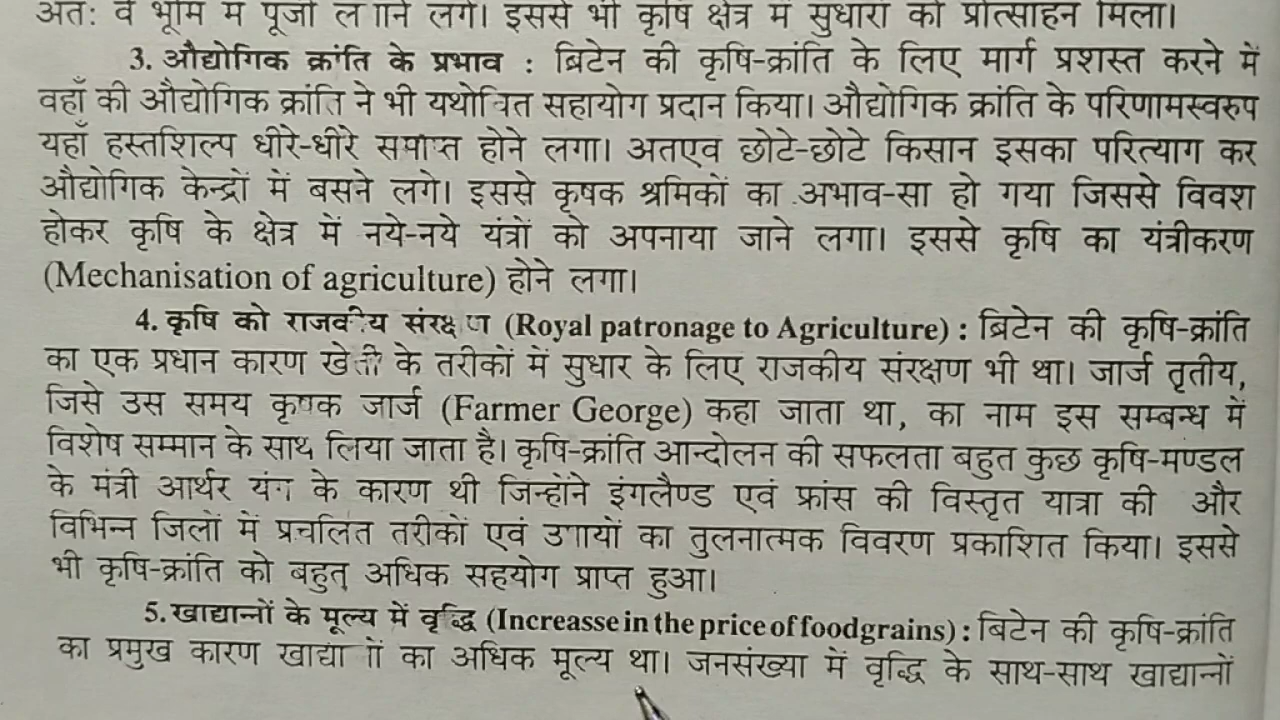 अतः वे भूमि में पूंजी लगाने लगे। इससे भी कृषि क्षेत्र में सुधारों को प्रोत्साहन मिला।
3. औद्योगिक क्रांति के प्रभाव : ब्रिटेन की कृषि-क्रांति के लिए मार्ग प्रशस्त करने में
वहाँ की औद्योगिक क्रांति ने भी यथोचित सहायोग प्रदान किया। औद्योगिक क्रांति के परिणामस्वरुप
यहाँ हस्तशिल्प धीरे-धीरे समाप्त होने लगा। अतएव छोटे-छोटे किसान इसका परित्याग कर
औद्योगिक केन्द्रों में बसने लगे। इससे कृषक श्रमिकों का अभाव-सा हो गया जिससे विवश
होकर कृषि के क्षेत्र में नये-नये यंत्रों को अपनाया जाने लगा। इससे कृषि का यंत्रीकरण
(Mechanisation of agriculture) होने लगा।
4. कृषि को राजकीय संरक्षण (Royal patronage to Agriculture) : ब्रिटेन की कृषि-क्रांति
का एक प्रधान कारण खेती के तरीकों में सुधार के लिए राजकीय संरक्षण भी था। जार्ज तृतीय,
जिसे उस समय कृषक जार्ज (Farmer George) कहा जाता था, का नाम इस सम्बन्ध में
विशेष सम्मान के साथ लिया जाता है। कृषि-क्रांति आन्दोलन की सफलता बहुत कुछ कृषि-मण्डल
के मंत्री आर्थर यंग के कारण थी जिन्होंने इंगलैण्ड एवं फ्रांस की विस्तृत यात्रा की और
विभिन्न जिलों में प्रचलित तरीकों एवं उपायों का तुलनात्मक विवरण प्रकाशित किया। इससे
भी कृषि-क्रांति को बहुत अधिक सहयोग प्राप्त हुआ।
5. खाद्यान्नों के मूल्य में वृद्धि (Increasse in the price of foodgrains) : ब्रिटेन की कृषि-क्रांति
का प्रमुख कारण खाद्यान्नों का अधिक मूल्य था। जनसंख्या में वृद्धि के साथ-साथ खाद्यान्नों